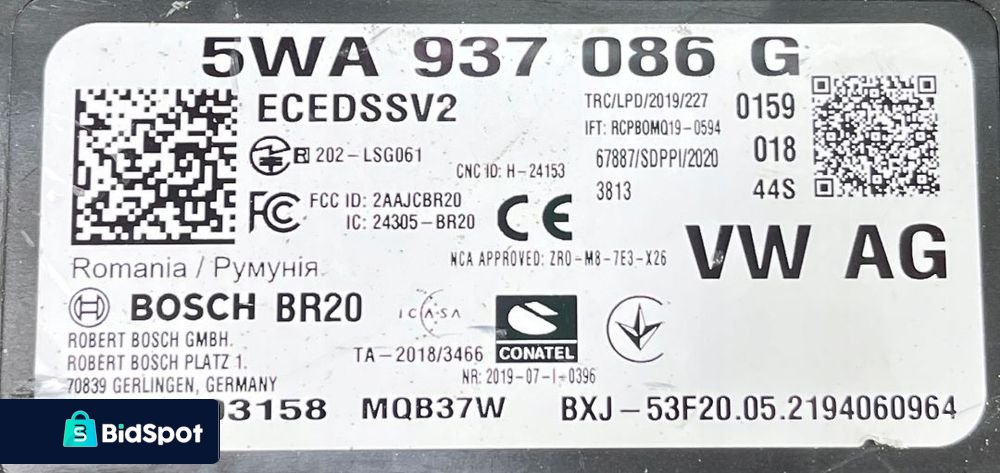 5WA 937 086 G
ECEDSSV2
TRC/LPD/2019/227
0159
IFT: RCPBOMQ19-0594
018
67887/SDPPI/2020
3813
44S
R 202-LSG061
CNC ID: H-24153
FCC ID: 2AAJCBR20
IC: 24305-BR20
CE
NCA APPROVED: ZRO-M8-7E3-X26
VW AG
Romania / Румунія
BOSCH BR20
ICASA
CONATEL
ROBERT BOSCH GMBH.
ROBERT BOSCH PLATZ 1.
70839 GERLINGEN, GERMANY
TA-2018/3466
NR: 2019-07-I-0396
03158 MQB37W BXJ-53F20.05.2194060964
BidSpot